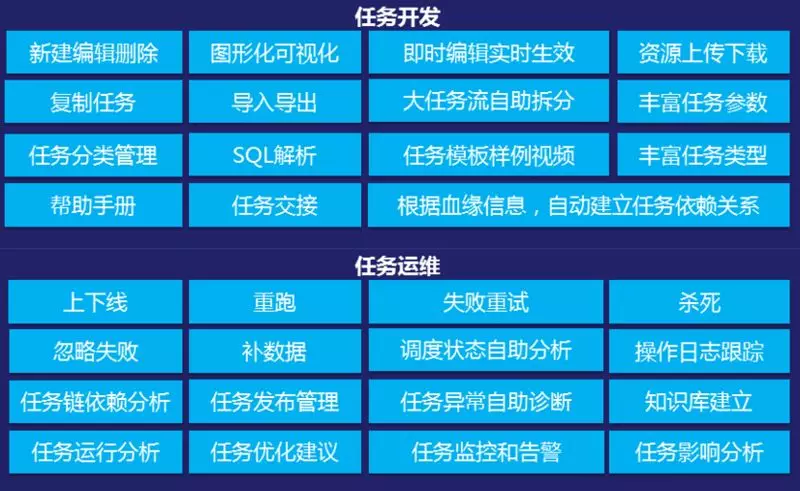 任务开发
新建编辑删除 图形化可视化 即时编辑实时生效 资源上传下载
复制任务 导入导出 大任务流自助拆分 丰富任务参数
任务分类管理 SQL解析 任务模板样例视频 丰富任务类型
帮助手册 任务交接 根据血缘信息，自动建立任务依赖关系
任务运维
上下线 重跑 失败重试 杀死
忽略失败 补数据 调度状态自助分析 操作日志跟踪
任务链依赖分析 任务发布管理 任务异常自助诊断 知识库建立
任务运行分析 任务优化建议 任务监控和告警 任务影响分析